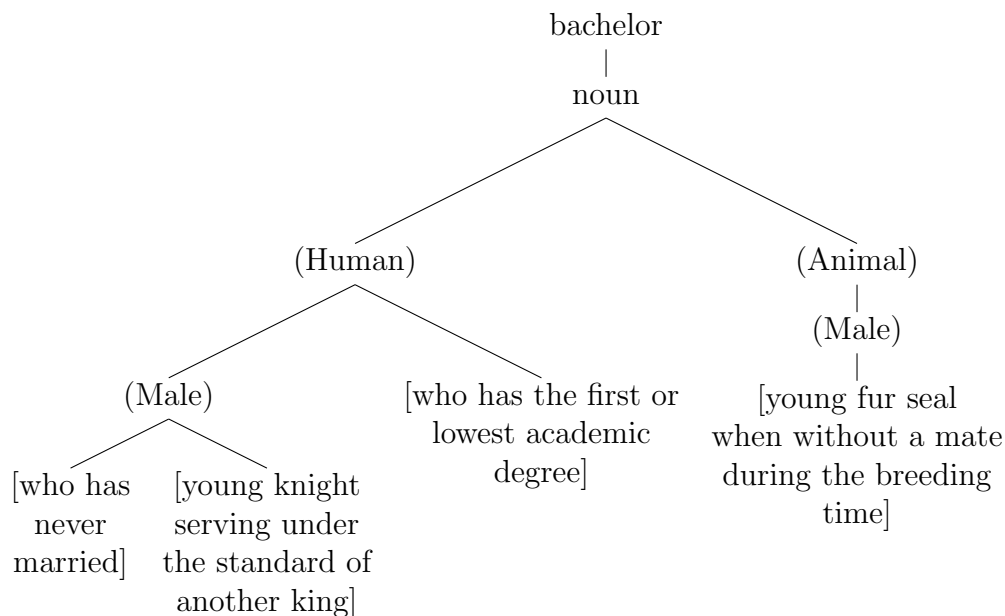 bachelor
noun
(Human)
(Animal)
(Male)
(Male)
[who has
never
married]
[young knight
serving under
the standard of
another king]
[who has the first or
lowest academic
degree]
[young fur seal
when without a mate
during the breeding
time]